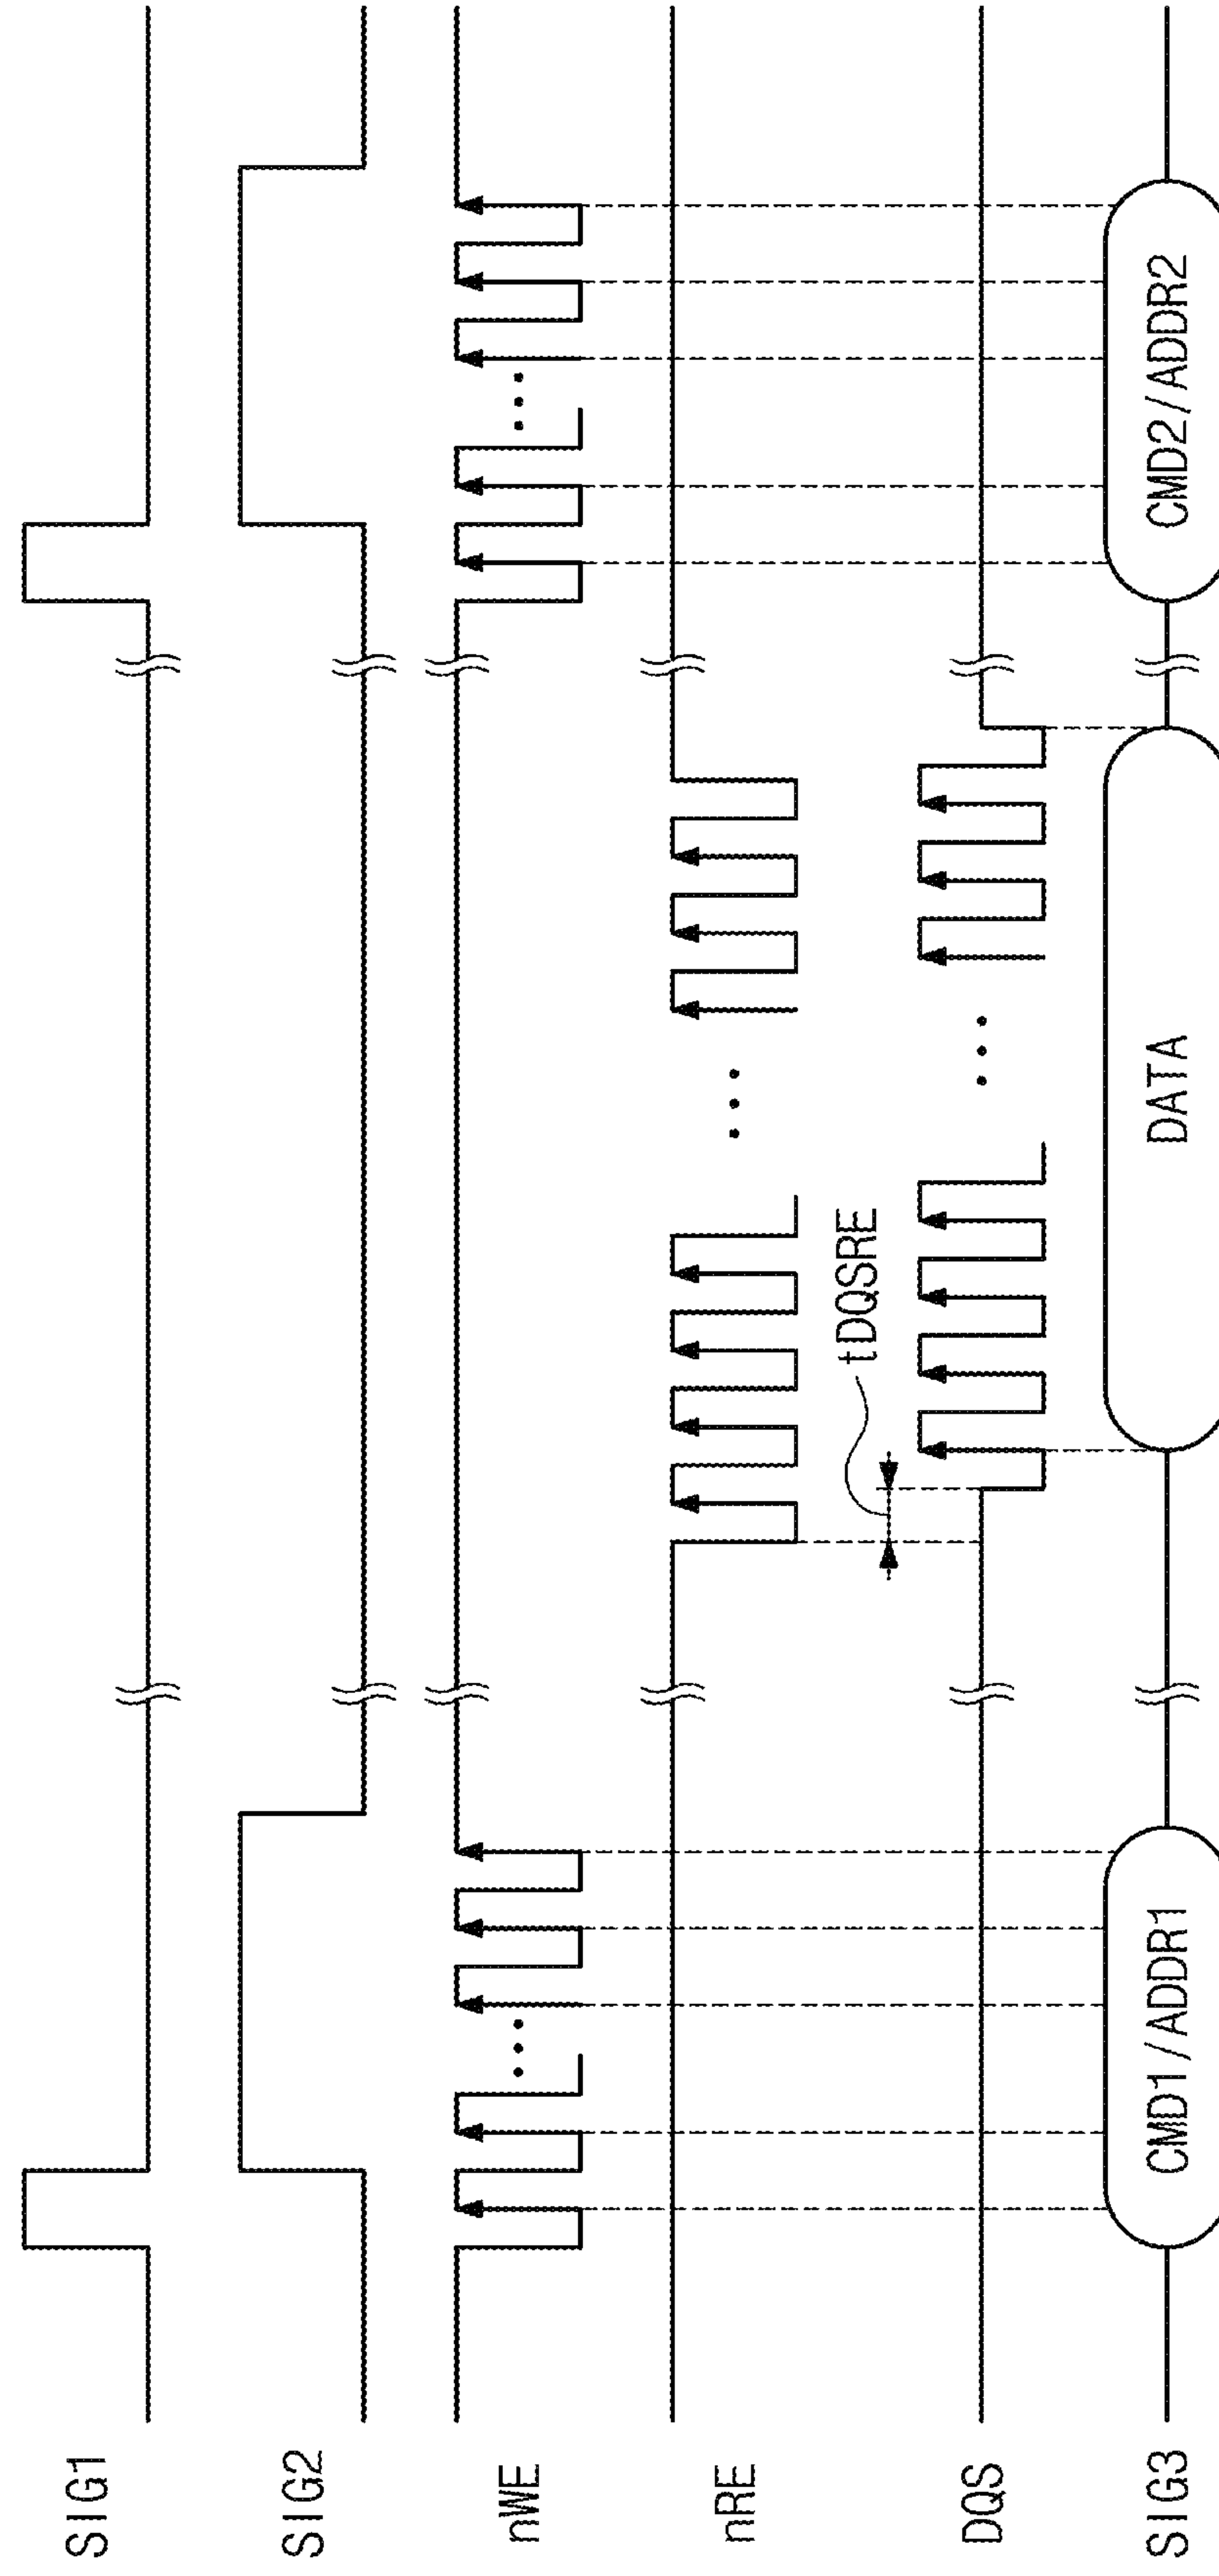 SIG1
SIG2
nWE
nRE
tDQSRE
DQS
SIG3
CMD1/ADDR1
DATA
CMD2/ADDR2